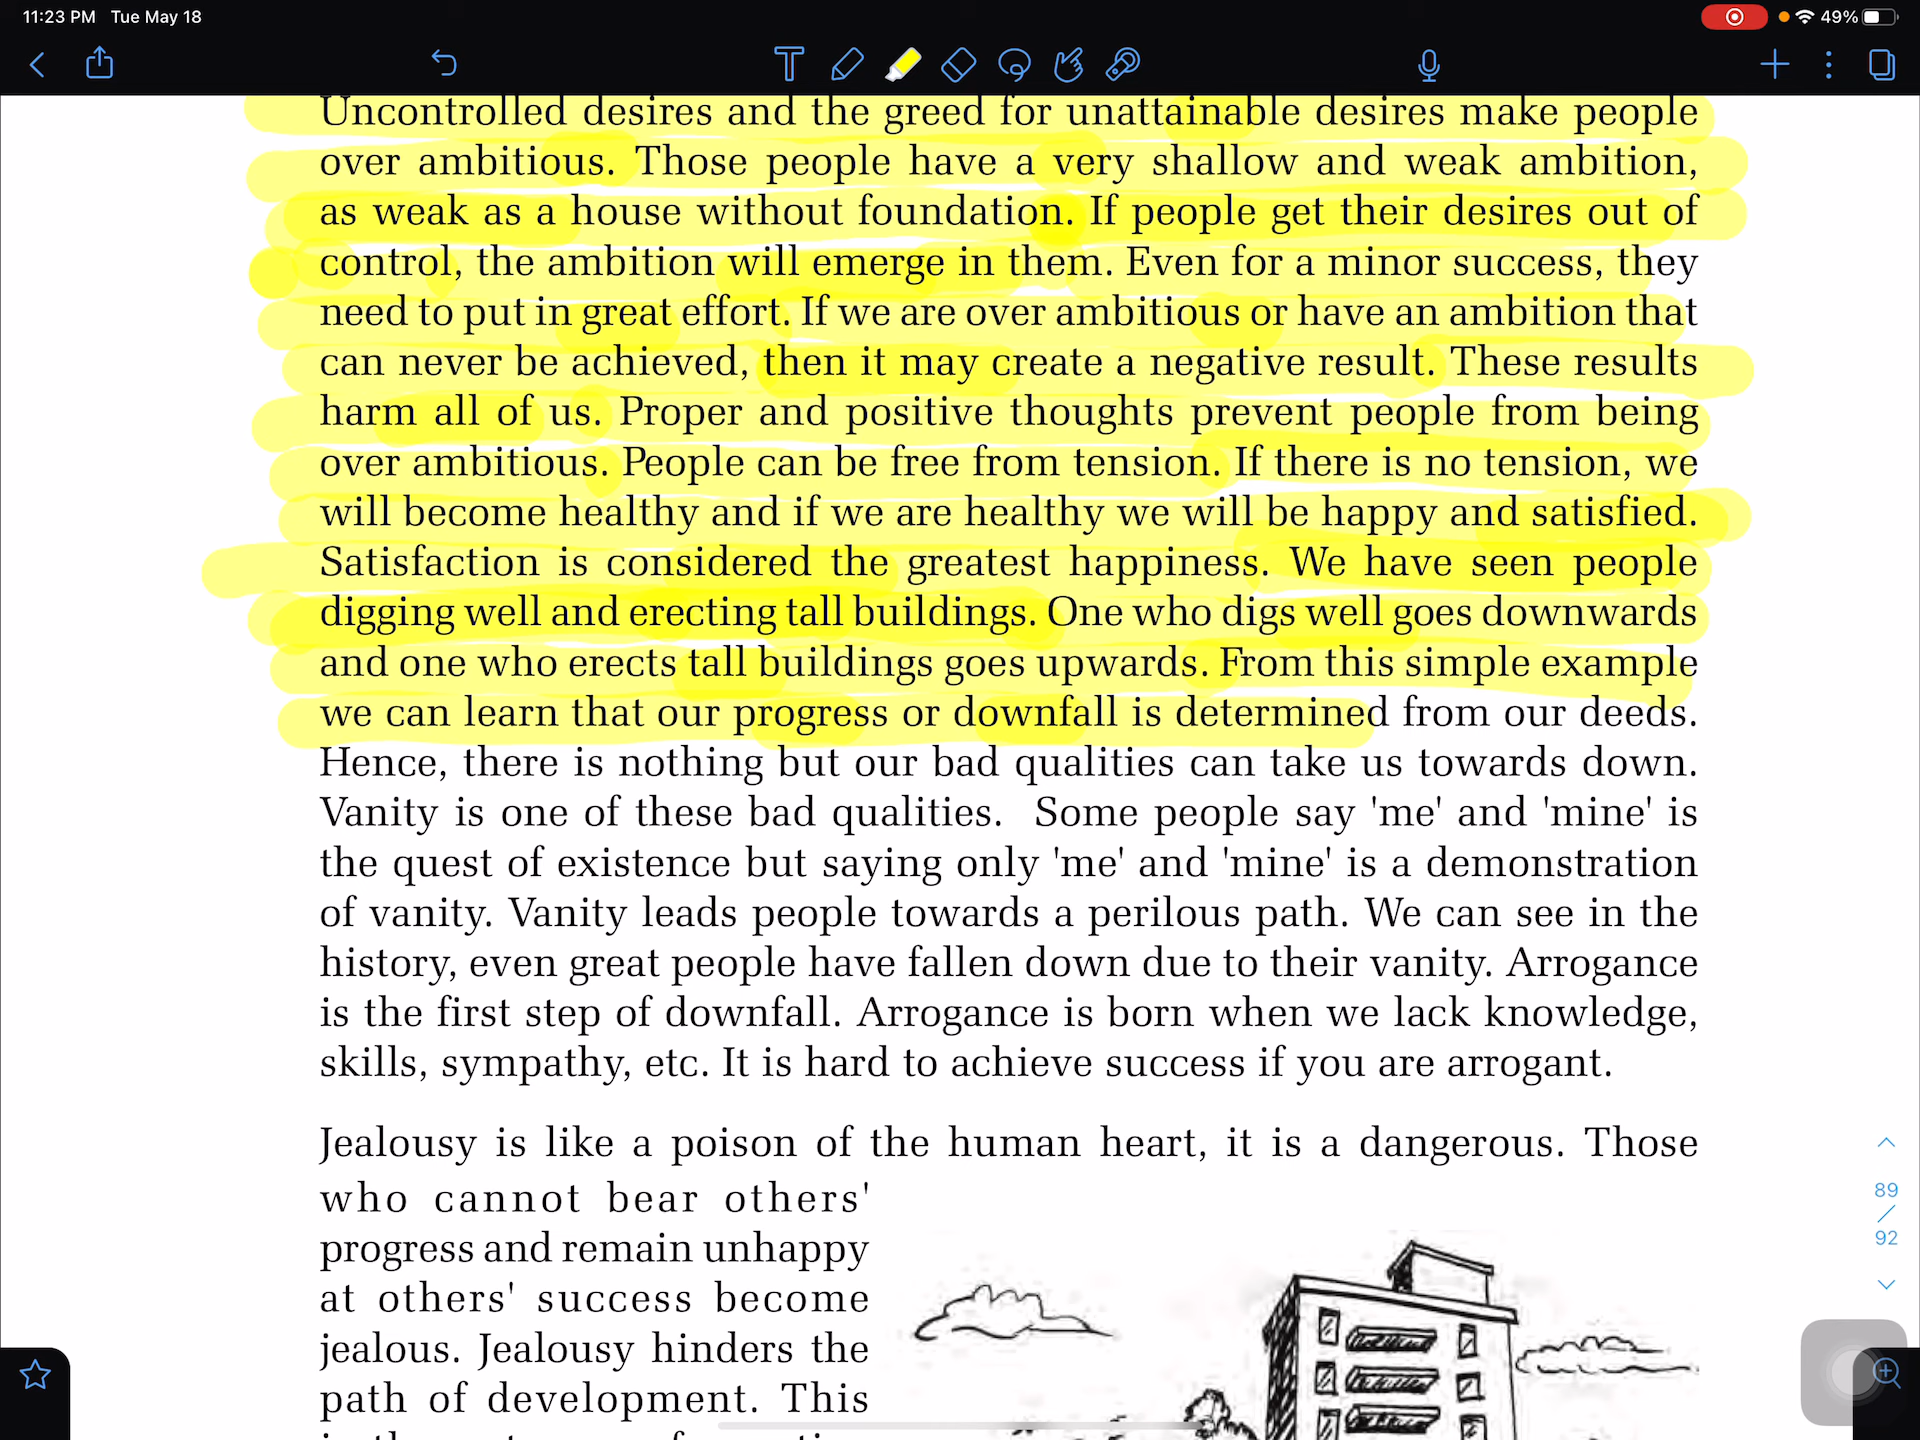 11:23 PM Tue May 18
49%
Uncontrolled desires and the greed for unattainable desires make people
over ambitious. Those people have a very shallow and weak ambition,
as weak as a house without foundation. If people get their desires out of
control, the ambition will emerge in them. Even for a minor success, they
need to put in great effort. If we are over ambitious or have an ambition that
can never be achieved, then it may create a negative result. These results
harm all of us. Proper and positive thoughts prevent people from being
over ambitious. People can be free from tension. If there is no tension, we
will become healthy and if we are healthy we will be happy and satisfied.
Satisfaction is considered the greatest happiness. We have seen people
digging well and erecting tall buildings. One who digs well goes downwards
and one who erects tall buildings goes upwards. From this simple example
we can learn that our progress or downfall is determined from our deeds.
Hence, there is nothing but our bad qualities can take us towards down.
Vanity is one of these bad qualities. Some people say 'me' and 'mine' is
the quest of existence but saying only 'me' and 'mine' is a demonstration
of vanity. Vanity leads people towards a perilous path. We can see in the
history, even great people have fallen down due to their vanity. Arrogance
is the first step of downfall. Arrogance is born when we lack knowledge,
skills, sympathy, etc. It is hard to achieve success if you are arrogant.
Jealousy is like a poison of the human heart, it is a dangerous. Those
who cannot bear others'
progress and remain unhappy
at others' success become
jealous. Jealousy hinders the
path of development. This
89
/
92